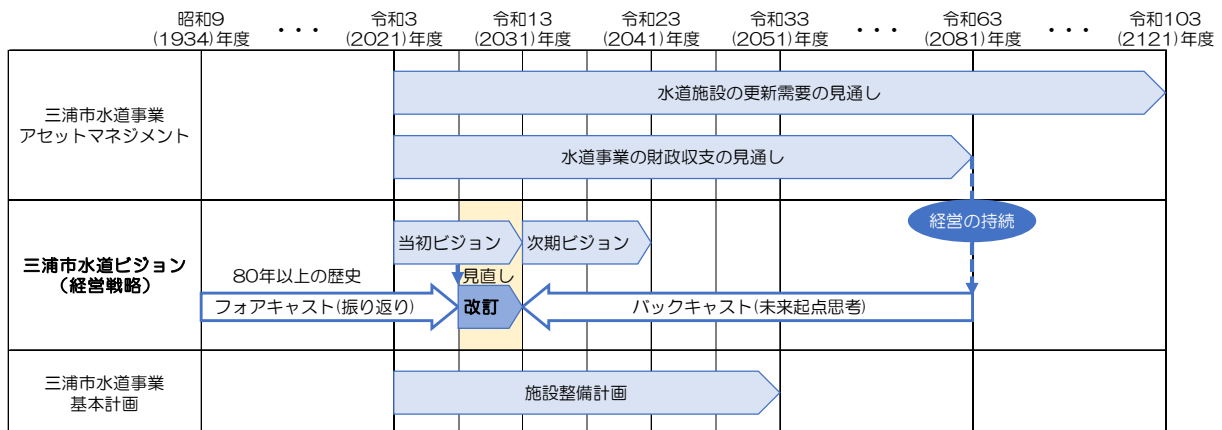 昭和9
(1934)年度
・・・
令和3
(2021)年度
令和13
(2031)年度
令和23
(2041)年度
令和33
(2051)年度
・・・
令和63
(2081)年度
・・・
令和103
(2121)年度
三浦市水道事業
アセットマネジメント
水道施設の更新需要の見通し
水道事業の財政収支の見通し
経営の持続
三浦市水道ビジョン
(経営戦略)
当初ビジョン
次期ビジョン
80年以上の歴史
見直し
フォアキャスト(振り返り)
改訂
バックキャスト(未来起点思考)
三浦市水道事業
基本計画
施設整備計画